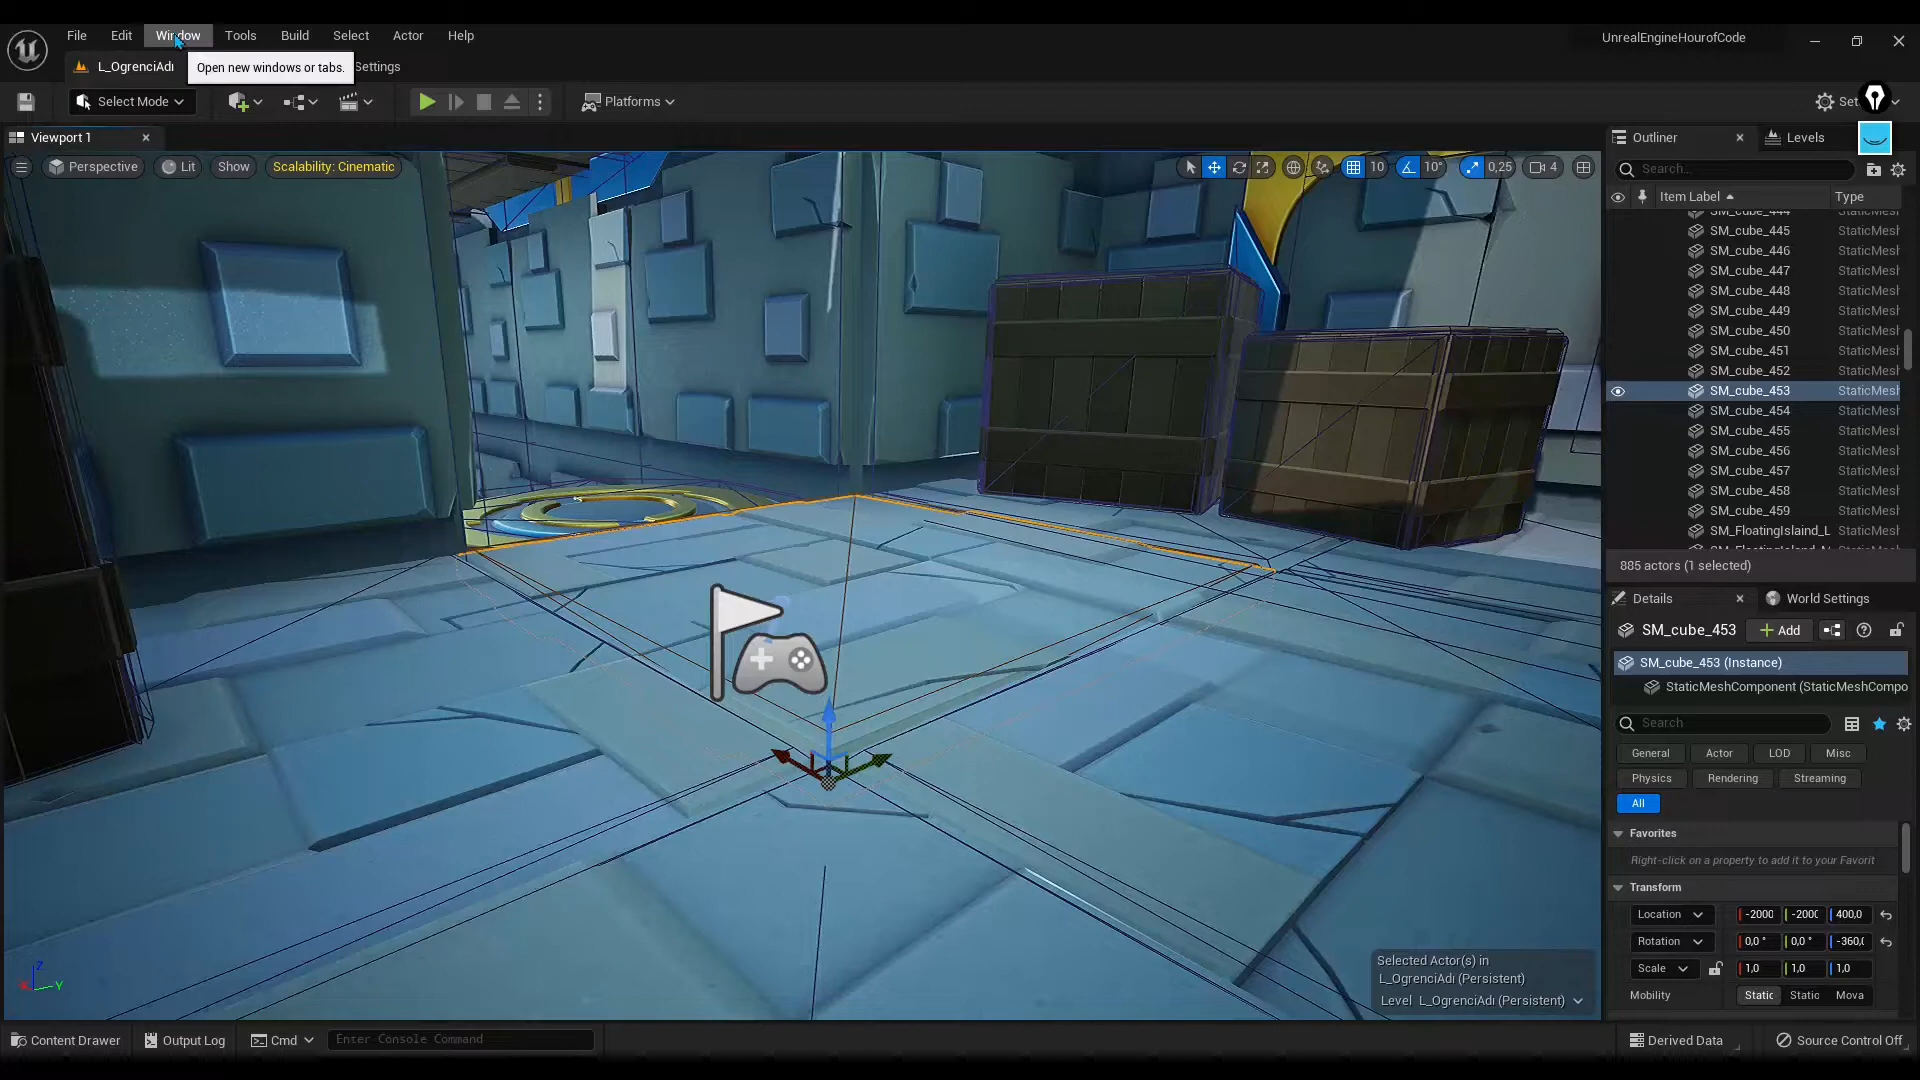 File Edit Window Tools Build Select Actor Help
UnrealEngineHourofCode
L_OgrenciAdı
Open new windows or tabs.
Settings
Select Mode
Platforms
Viewport 1
Outliner
Levels
Perspective
Lit
Show
Scalability: Cinematic
10
10°
0,25
4
Search...
Item Label
Type
SM_cube_444 StaticMesh
SM_cube_445 StaticMesh
SM_cube_446 StaticMesh
SM_cube_447 StaticMesh
SM_cube_448 StaticMesh
SM_cube_449 StaticMesh
SM_cube_450 StaticMesh
SM_cube_451 StaticMesh
SM_cube_452 StaticMesh
SM_cube_453 StaticMesh
SM_cube_454 StaticMesh
SM_cube_455 StaticMesh
SM_cube_456 StaticMesh
SM_cube_457 StaticMesh
SM_cube_458 StaticMesh
SM_cube_459 StaticMesh
SM_FloatingIslaind_L StaticMesh
885 actors (1 selected)
Details
World Settings
SM_cube_453
Add
SM_cube_453 (Instance)
StaticMeshComponent (StaticMeshCompo
Search
General Actor LOD Misc
Physics Rendering Streaming
All
Favorites
Right-click on a property to add it to your Favorit
Transform
Location -2000 -200 400,0
Rotation 0,0 ° 0,0 ° -360,
Scale 1,0 1,0 1,0
Mobility Static Static Mova
Z
Y
Selected Actor(s) in
L_OgrenciAdı (Persistent)
Level L_OgrenciAdı (Persistent)
Content Drawer
Output Log
Cmd
Enter Console Command
Derived Data
Source Control Off